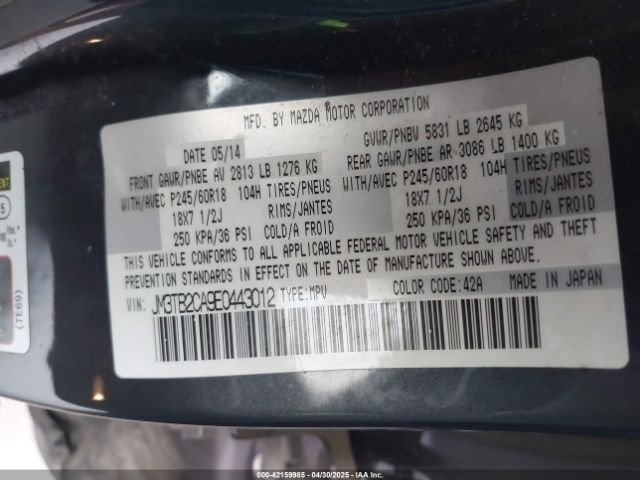 MFD. BY MAZDA MOTOR CORPORATION
DATE 05/14 GVWR/PNBV 5831 LB 2645 KG
FRONT GAWR/PNBE AV 2813 LB 1276 KG REAR GAWR/PNBE AR 3086 LB 1400 KG
WITH/AVEC P245/60R18 104H TIRES/PNEUS WITH/AVEC P245/60R18 104H TIRES/PNEUS
18X7 1/2J RIMS/JANTES 18X7 1/2J RIMS/JANTES
250 KPA/36 PSI COLD/A FROID 250 KPA/36 PSI COLD/A FROID
THIS VEHICLE CONFORMS TO ALL APPLICABLE FEDERAL MOTOR VEHICLE SAFETY AND THEFT
PREVENTION STANDARDS IN EFFECT ON THE DATE OF MANUFACTURE SHOWN ABOVE.
VIN: JM3TB2CA9E0443012 TYPE:MPV COLOR CODE:42A MADE IN JAPAN
(TE69)
000-42159985 - 04/30/2025 - IAA Inc.